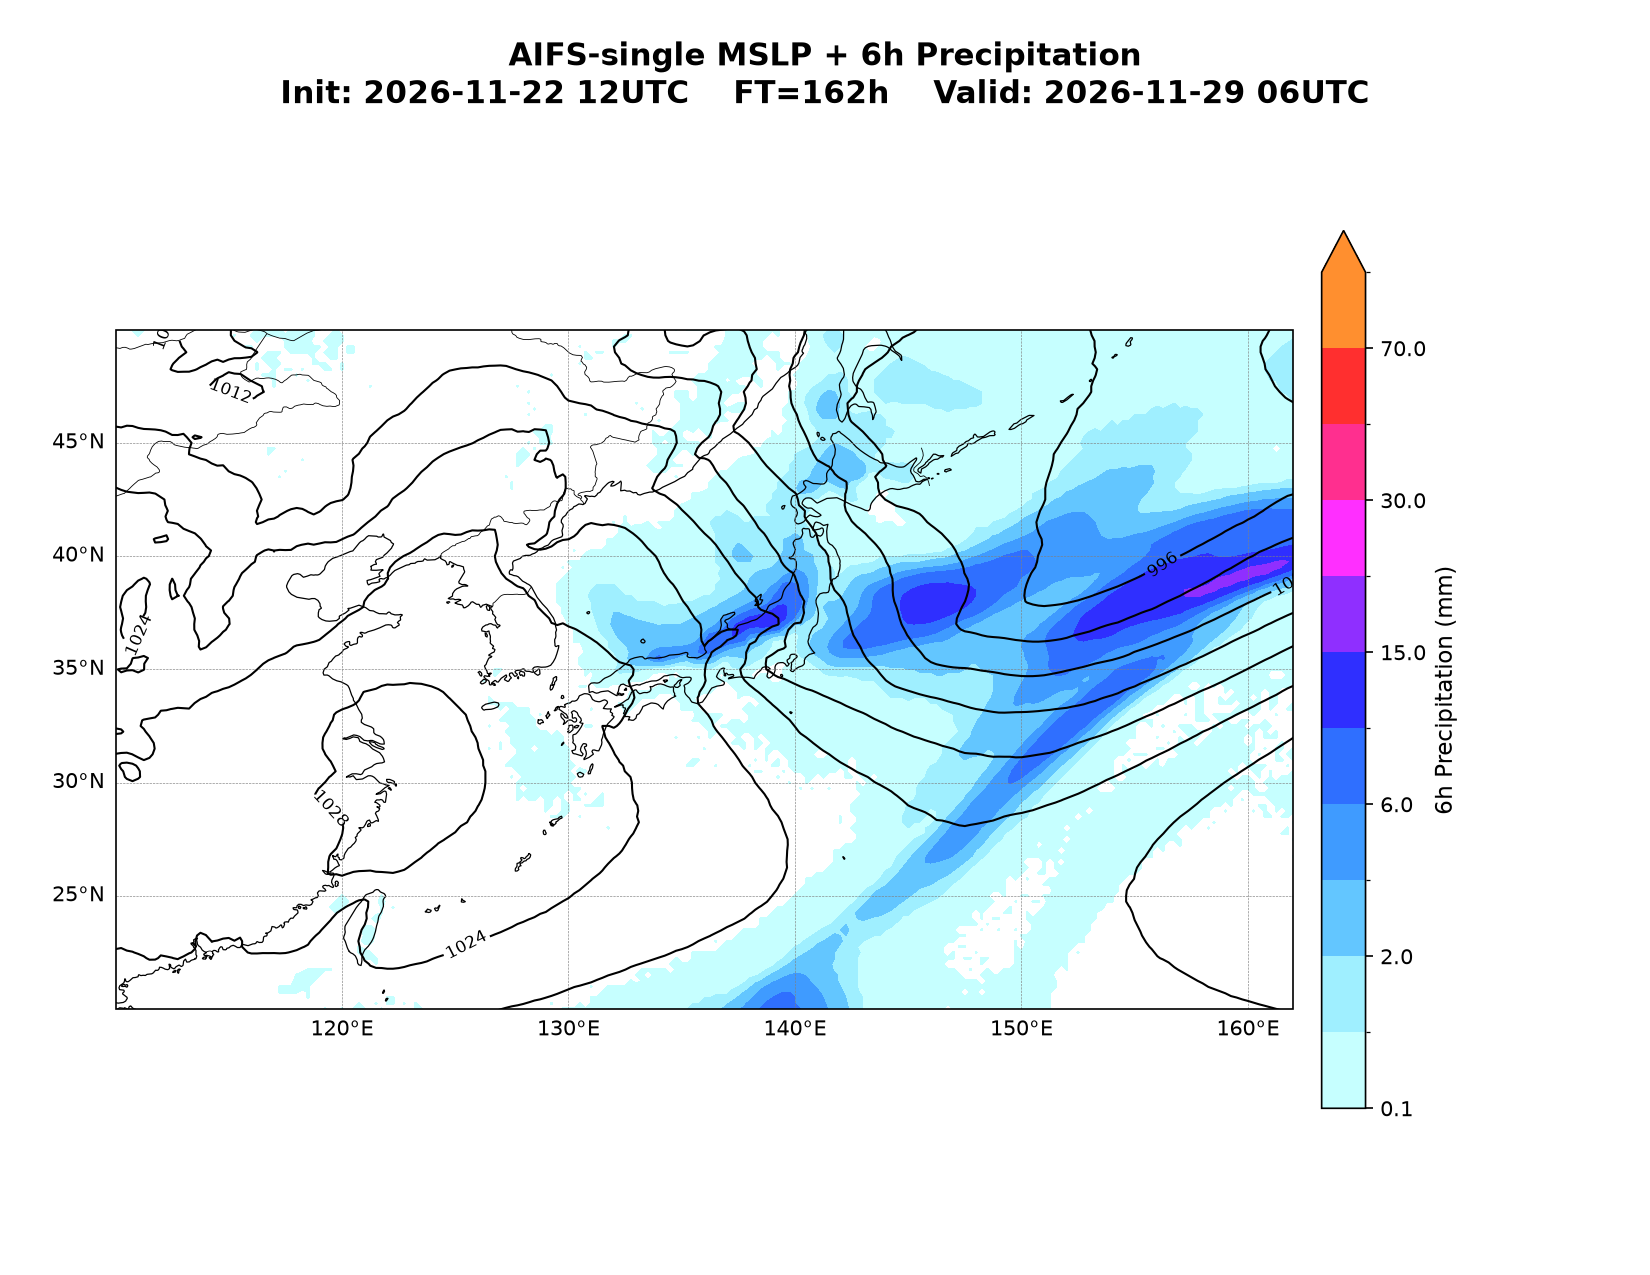 AIFS-single MSLP + 6h Precipitation
Init: 2026-11-22 12UTC    FT=162h    Valid: 2026-11-29 06UTC
1012
1024
1028
1024
996
10
10
45°N
40°N
35°N
30°N
25°N
120°E
130°E
140°E
150°E
160°E
70.0
30.0
15.0
6.0
2.0
0.1
6h Precipitation (mm)